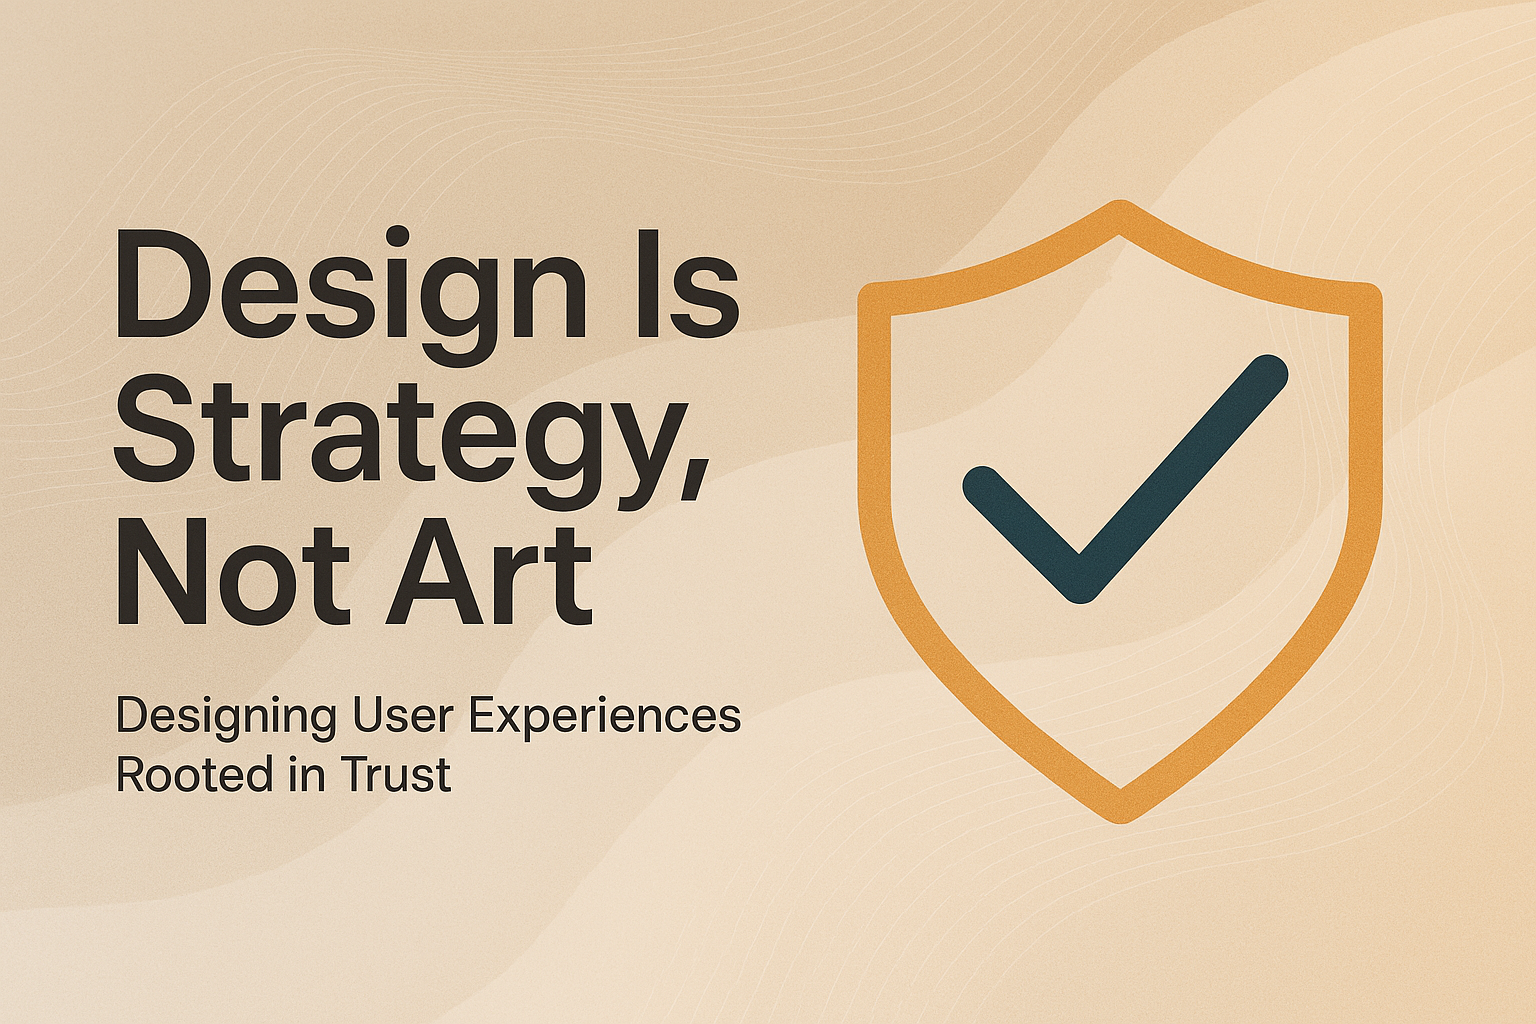 Design Is
Strategy,
Not Art
Designing User Experiences
Rooted in Trust